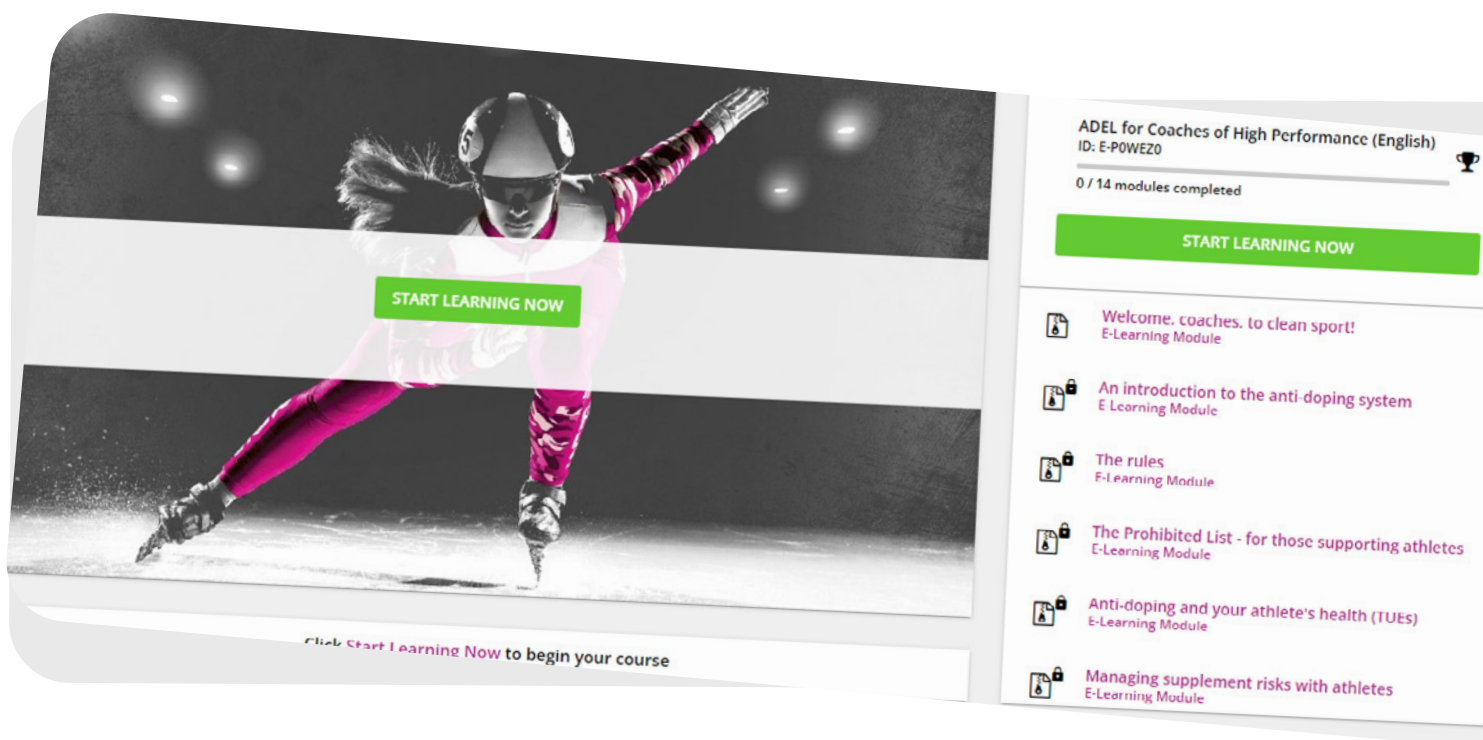 5
START LEARNING NOW
Click Start Learning Now to begin your course
ADEL for Coaches of High Performance (English)
ID: E-P0WEZ0
0 / 14 modules completed
START LEARNING NOW
Welcome, coaches, to clean sport!
E-Learning Module
An introduction to the anti-doping system
E-Learning Module
The rules
E-Learning Module
The Prohibited List - for those supporting athletes
E-Learning Module
Anti-doping and your athlete's health (TUEs)
E-Learning Module
Managing supplement risks with athletes
E-Learning Module